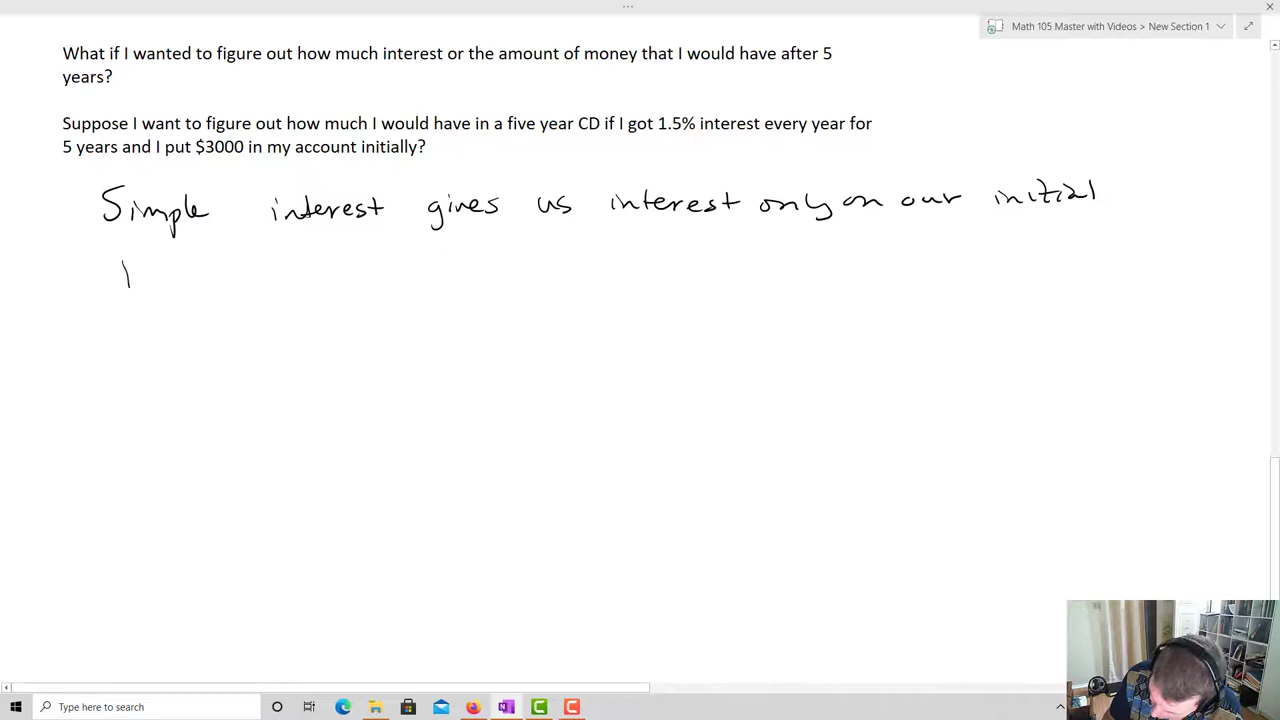 Math 105 Master with Videos > New Section 1
What if I wanted to figure out how much interest or the amount of money that I would have after 5
years?
Suppose I want to figure out how much I would have in a five year CD if I got 1.5% interest every year for
5 years and I put $3000 in my account initially?
Simple interest gives us interest only on our initial
Type here to search